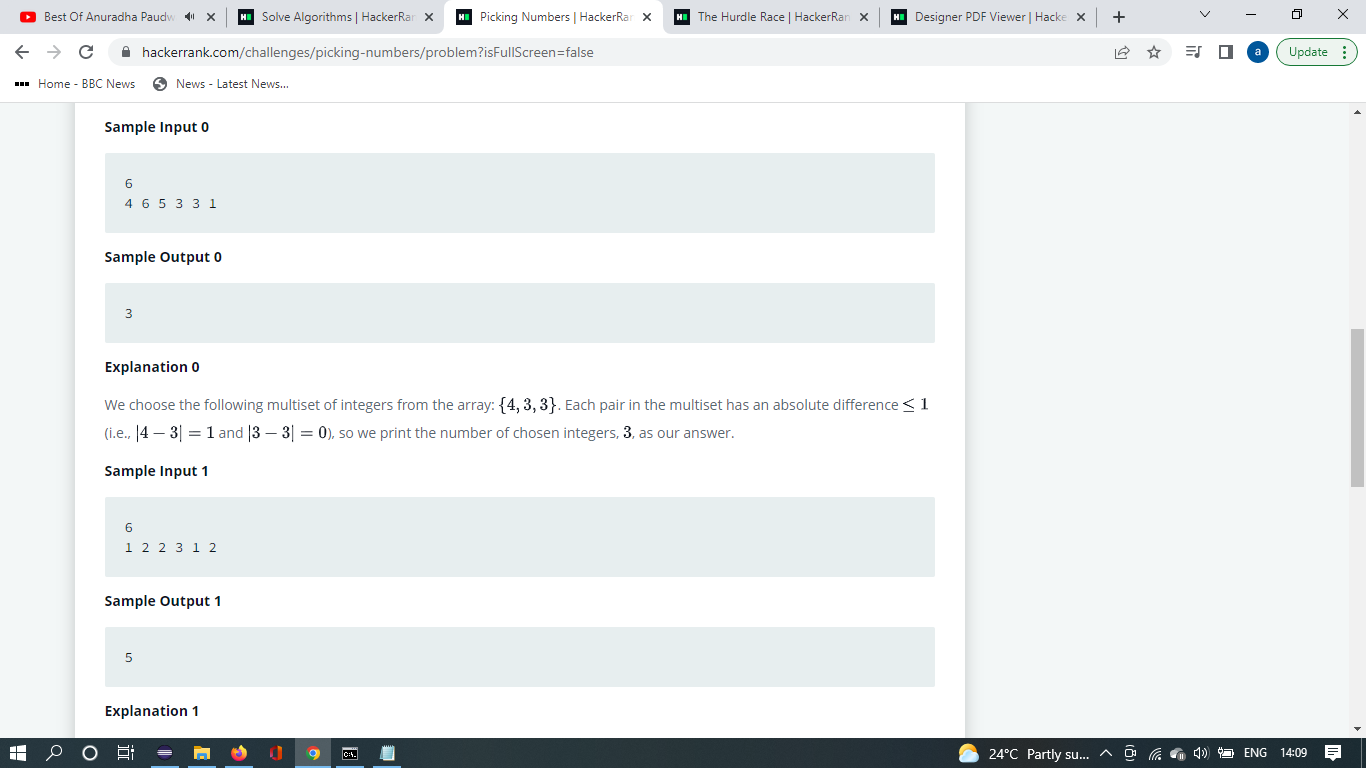 Best Of Anuradha Paudw
Solve Algorithms | HackerRan
Picking Numbers | HackerRan
The Hurdle Race | HackerRan
Designer PDF Viewer | Hacke
hackerrank.com/challenges/picking-numbers/problem?isFullScreen=false
a
Update
Home - BBC News
News - Latest News...
Sample Input 0
6
4 6 5 3 3 1
Sample Output 0
3
Explanation 0
We choose the following multiset of integers from the array: {4, 3, 3}. Each pair in the multiset has an absolute difference ≤ 1
(i.e., |4 − 3| = 1 and |3 − 3| = 0), so we print the number of chosen integers, 3, as our answer.
Sample Input 1
6
1 2 2 3 1 2
Sample Output 1
5
Explanation 1
24°C Partly su...
ENG
14:09